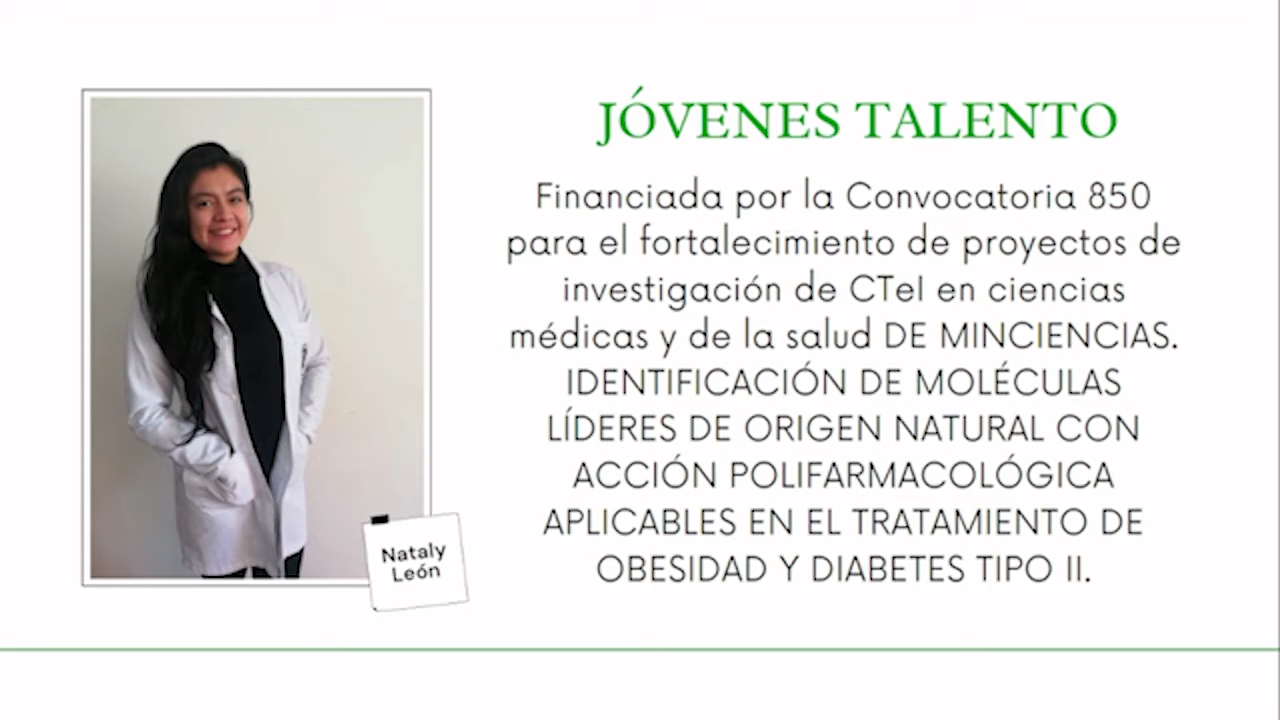 JÓVENES TALENTO
Financiada por la Convocatoria 850
para el fortalecimiento de proyectos de
investigación de CTeI en ciencias
médicas y de la salud DE MINCIENCIAS.
IDENTIFICACIÓN DE MOLÉCULAS
LÍDERES DE ORIGEN NATURAL CON
ACCIÓN POLIFARMACOLÓGICA
APLICABLES EN EL TRATAMIENTO DE
OBESIDAD Y DIABETES TIPO II.
Nataly
León